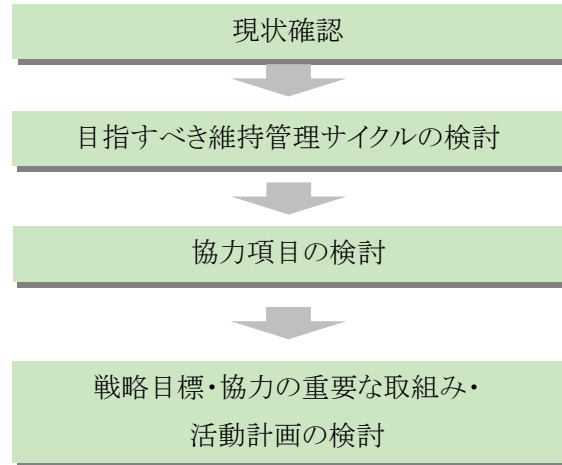 現状確認
目指すべき維持管理サイクルの検討
協力項目の検討
戦略目標・協力の重要な取組み・
活動計画の検討